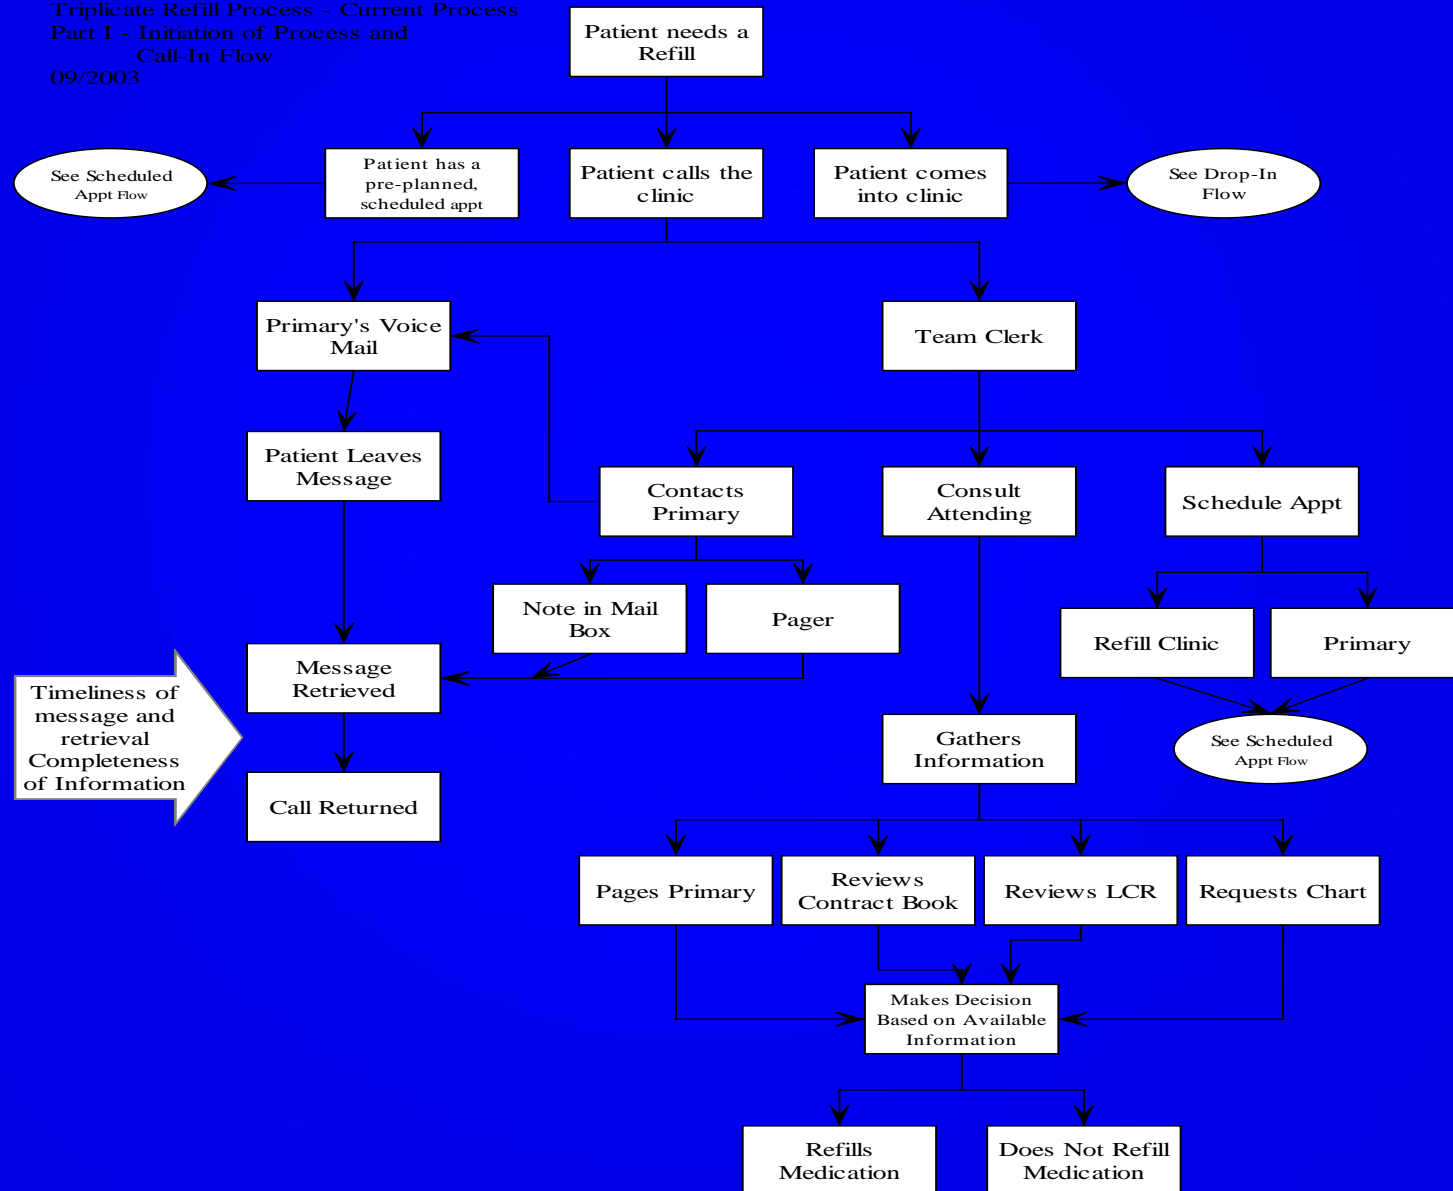 Triplicate Refill Process - Current Process
Part I - Initiation of Process and
Call-In Flow
09/2003
Patient needs a
Refill
See Scheduled
Appt Flow
Patient has a
pre-planned,
scheduled appt
Patient calls the
clinic
Patient comes
into clinic
See Drop-In
Flow
Primary's Voice
Mail
Team Clerk
Patient Leaves
Message
Contacts
Primary
Consult
Attending
Schedule Appt
Note in Mail
Box
Pager
Refill Clinic
Primary
Message
Retrieved
Timeliness of
message and
retrieval
Completeness
of Information
Gathers
Information
See Scheduled
Appt Flow
Call Returned
Pages Primary
Reviews
Contract Book
Reviews LCR
Requests Chart
Makes Decision
Based on Available
Information
Refills
Medication
Does Not Refill
Medication